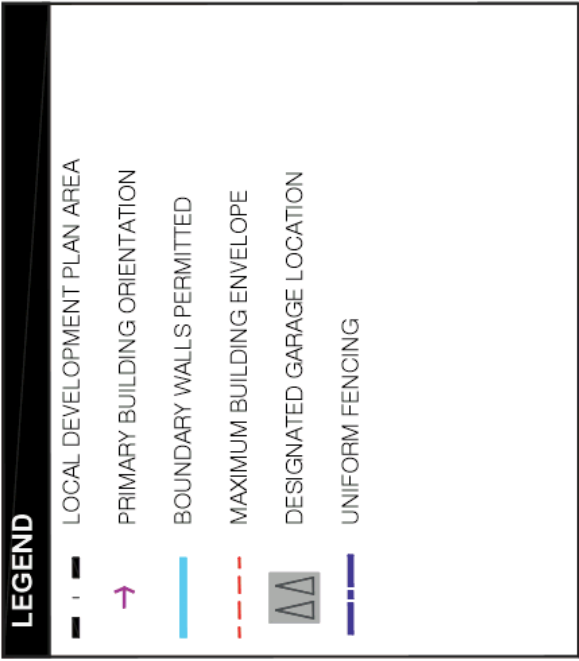 LEGEND
LOCAL DEVELOPMENT PLAN AREA
PRIMARY BUILDING ORIENTATION
BOUNDARY WALLS PERMITTED
MAXIMUM BUILDING ENVELOPE
DESIGNATED GARAGE LOCATION
UNIFORM FENCING